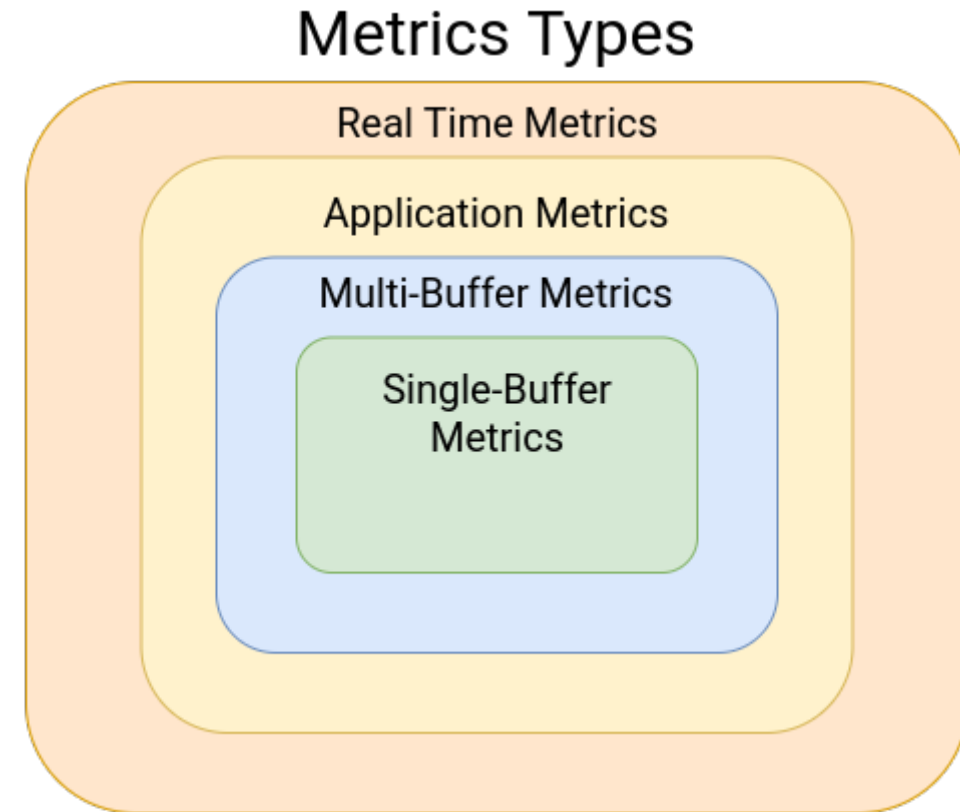 Metrics Types
Real Time Metrics
Application Metrics
Multi-Buffer Metrics
Single-Buffer
Metrics